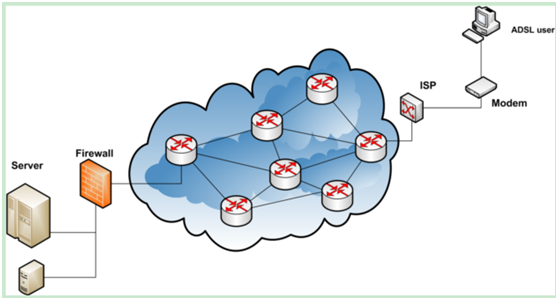 ADSL user
ISP
Modem
Firewall
Server